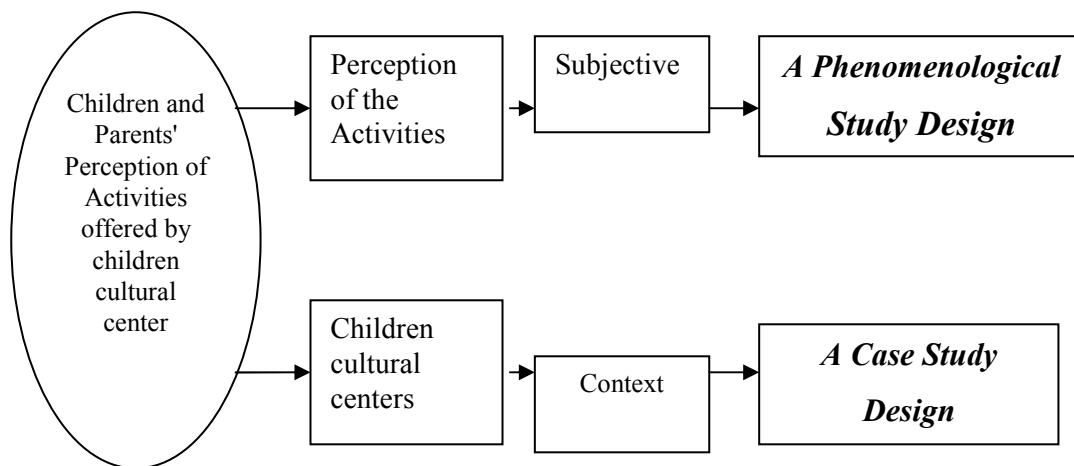 Children and
Parents'
Perception of
Activities
offered by
children
cultural
center
Perception
of the
Activities
Subjective
A Phenomenological
Study Design
Children
cultural
centers
Context
A Case Study
Design